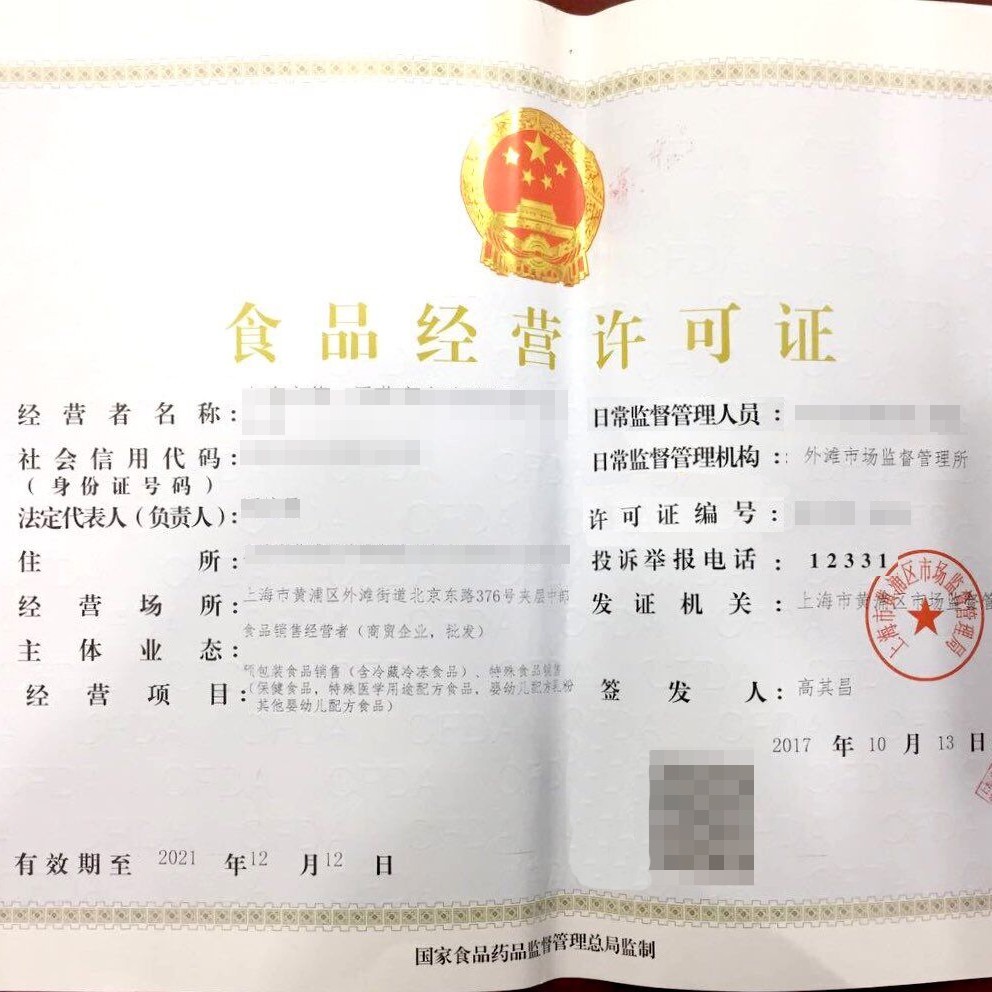 食品经营许可证
经营者名称：
社会信用代码：
（身份证号码）
法定代表人（负责人）：
住所：
经营场所：上海市黄浦区外滩街道北京东路376号夹层中部
主体业态：食品销售经营者（商贸企业，批发）
经营项目：预包装食品销售（含冷藏冷冻食品）、特殊食品销售
（保健食品，特殊医学用途配方食品，婴幼儿配方乳粉
其他婴幼儿配方食品）
有效期至 2021 年 12 月 12 日
日常监督管理人员：
日常监督管理机构：外滩市场监督管理所
许可证编号：
投诉举报电话：12331
发证机关：上海市黄浦区市场监督管
上海市黄浦区市场监督管理局
签发人：高其昌
2017 年 10 月 13 日
国家食品药品监督管理总局监制